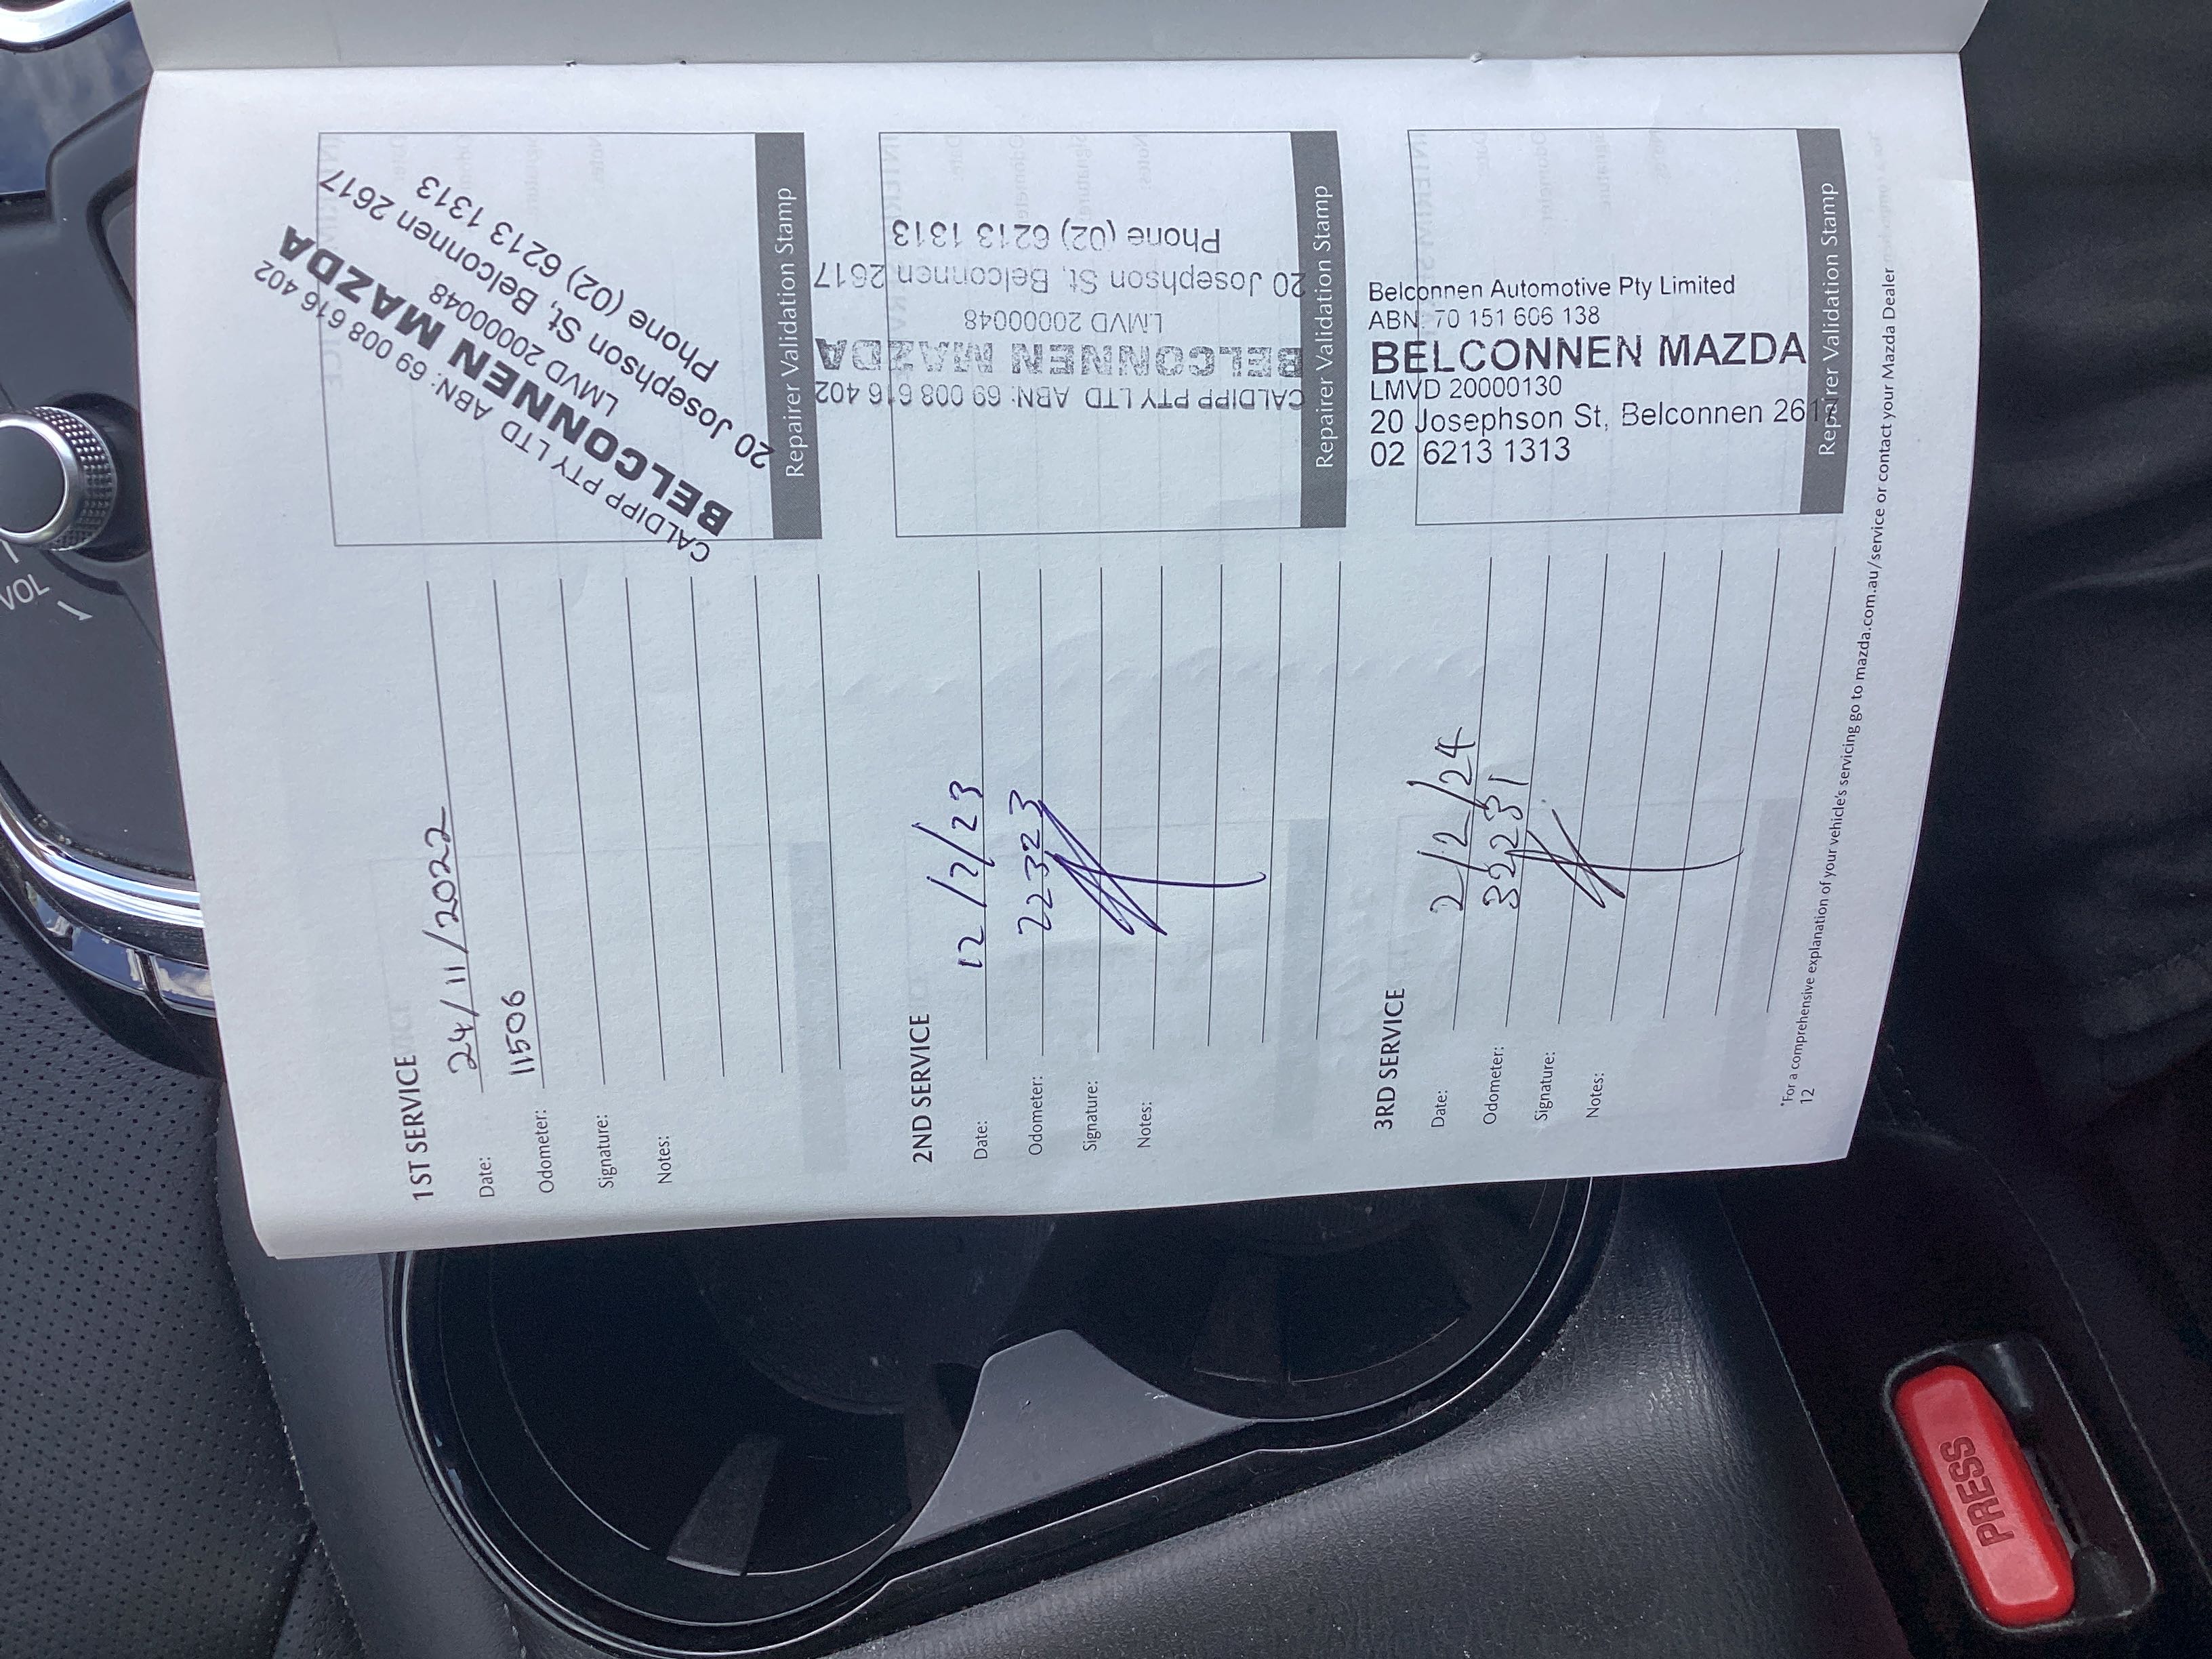 1ST SERVICE
Date: 24/11/2022
Odometer: 11506
Signature:
Notes:
CALDIPP PTY LTD ABN: 69 008 616 402
BELCONNEN MAZDA
LMVD 20000048
20 Josephson St, Belconnen 2617
Phone (02) 6213 1313
Repairer Validation Stamp
2ND SERVICE
Date: 12/7/23
Odometer: 22323
Signature:
Notes:
CALDIPP PTY LTD ABN: 69 008 616 402
BELCONNEN MAZDA
LMVD 20000048
20 Josephson St, Belconnen 2617
Phone (02) 6213 1313
Repairer Validation Stamp
3RD SERVICE
Date: 2/2/24
Odometer: 32231
Signature:
Notes:
Belconnen Automotive Pty Limited
ABN: 70 151 606 138
BELCONNEN MAZDA
LMVD 20000130
20 Josephson St, Belconnen 2617
02 6213 1313
Repairer Validation Stamp
*For a comprehensive explanation of your vehicle's servicing go to mazda.com.au/service or contact your Mazda Dealer
12
VOL
PRESS